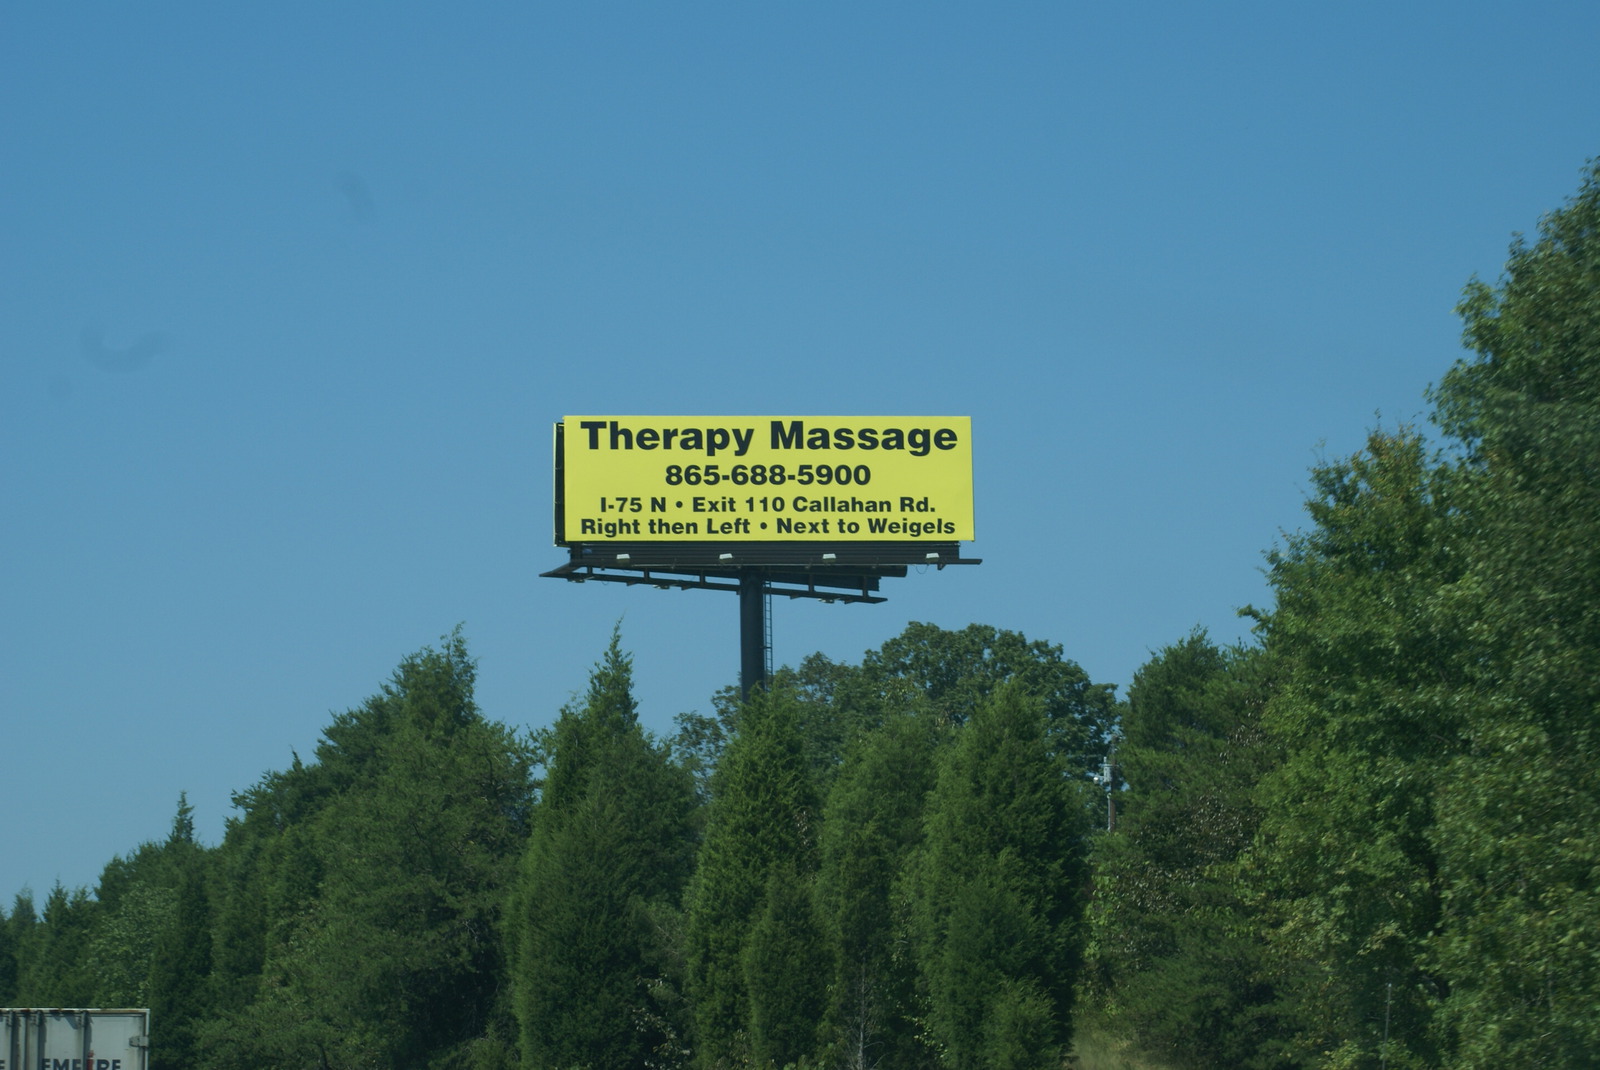 Therapy Massage
865-688-5900
I-75 N • Exit 110 Callahan Rd.
Right then Left • Next to Weigels